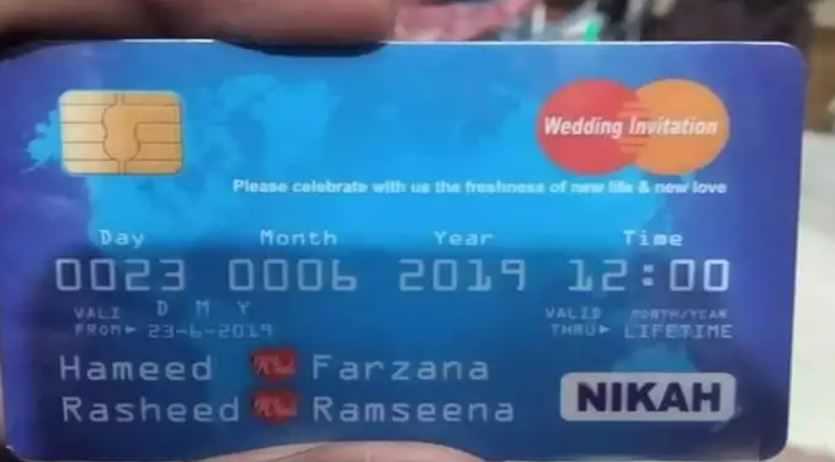 Wedding Invitation
Please celebrate with us the freshness of new life & new love
Day Month Year Time
0023 0006 2019 12:00
VALI D M Y
FROM► 23-6-2019
VALID MONTH/YEAR
THRU► LIFETIME
Hameed Farzana
Rasheed Ramseena
NIKAH